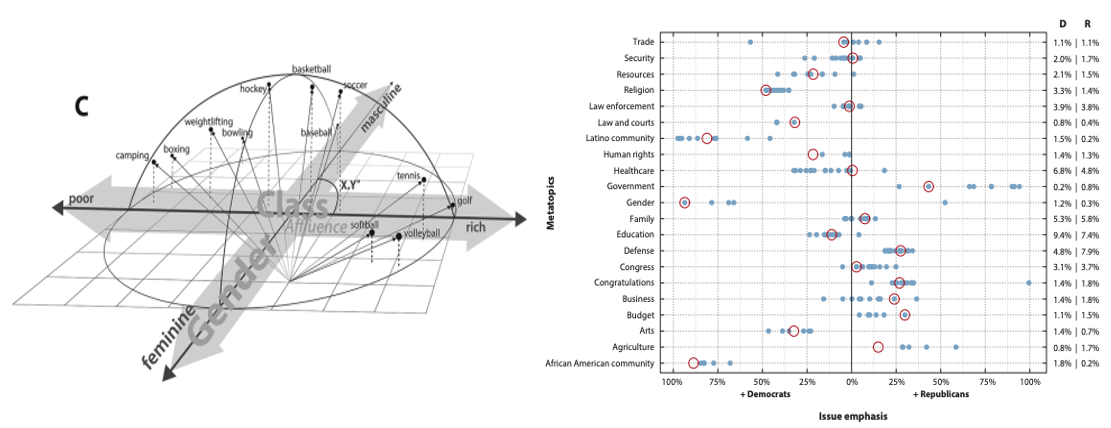 C
basketball
hockey
soccer
masculine
weightlifting
bowling
baseball
camping
boxing
X,Y'
tennis
poor
Class
Affluence
golf
rich
softball
volleyball
Gender
feminine
D R
Trade 1.1% | 1.1%
Security 2.0% | 1.7%
Resources 2.1% | 1.5%
Religion 3.3% | 1.4%
Law enforcement 3.9% | 3.8%
Law and courts 0.8% | 0.4%
Latino community 1.5% | 0.2%
Human rights 1.4% | 1.3%
Healthcare 6.8% | 4.8%
Government 0.2% | 0.8%
Gender 1.2% | 0.3%
Family 5.3% | 5.8%
Education 9.4% | 7.4%
Defense 4.8% | 7.9%
Congress 3.1% | 3.7%
Congratulations 1.4% | 1.8%
Business 1.4% | 1.8%
Budget 1.1% | 1.5%
Arts 1.4% | 0.7%
Agriculture 0.8% | 1.7%
African American community 1.8% | 0.2%
Metatopics
100% 75% 50% 25% 0% 25% 50% 75% 100%
+ Democrats + Republicans
Issue emphasis